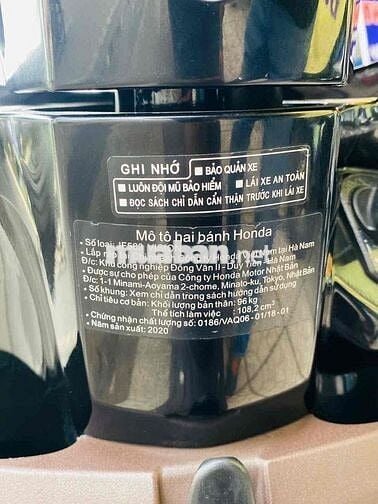 GHI NHỚ
■ BẢO QUẢN XE
■ LUÔN ĐỘI MŨ BẢO HIỂM
■ LÁI XE AN TOÀN
■ ĐỌC SÁCH CHỈ DẪN CẨN THẬN TRƯỚC KHI LÁI XE
Mô tô hai bánh Honda
• Số loại:
• Lắp Honda tại Hà Nam
Đ/c: Khu công nghiệp Đồng Văn II - Duy Tiên - Hà Nam
• Được sự cho phép của Công ty Honda Motor Nhật Bản
Đ/c: 1-1 Minami-Aoyama 2-chome, Minato-ku, Tokyo, Nhật Bản
• Số khung: Xem chỉ dẫn trong sách hướng dẫn sử dụng
• Chỉ tiêu cơ bản: Khối lượng bản thân: 96 kg
Thể tích làm việc : 108,2 cm³
• Chứng nhận chất lượng số: 0186/VAQ06 - 01/18 - 01
• Năm sản xuất: 2020